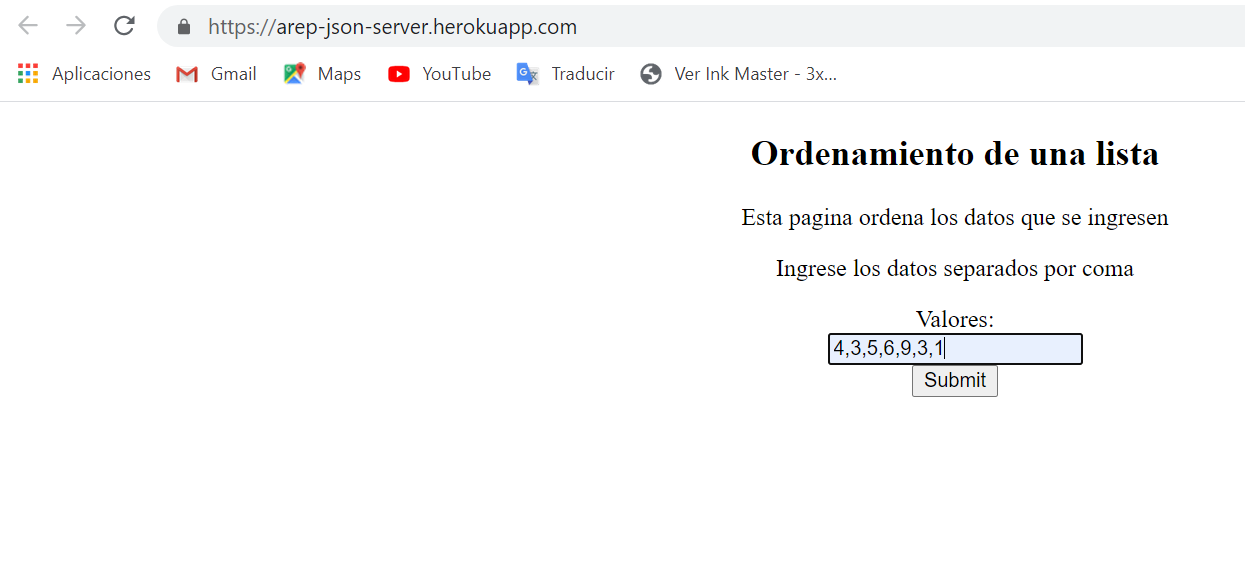 https://arep-json-server.herokuapp.com
Aplicaciones Gmail Maps YouTube Traducir Ver Ink Master - 3x...
Ordenamiento de una lista
Esta pagina ordena los datos que se ingresen
Ingrese los datos separados por coma
Valores:
4,3,5,6,9,3,1
Submit